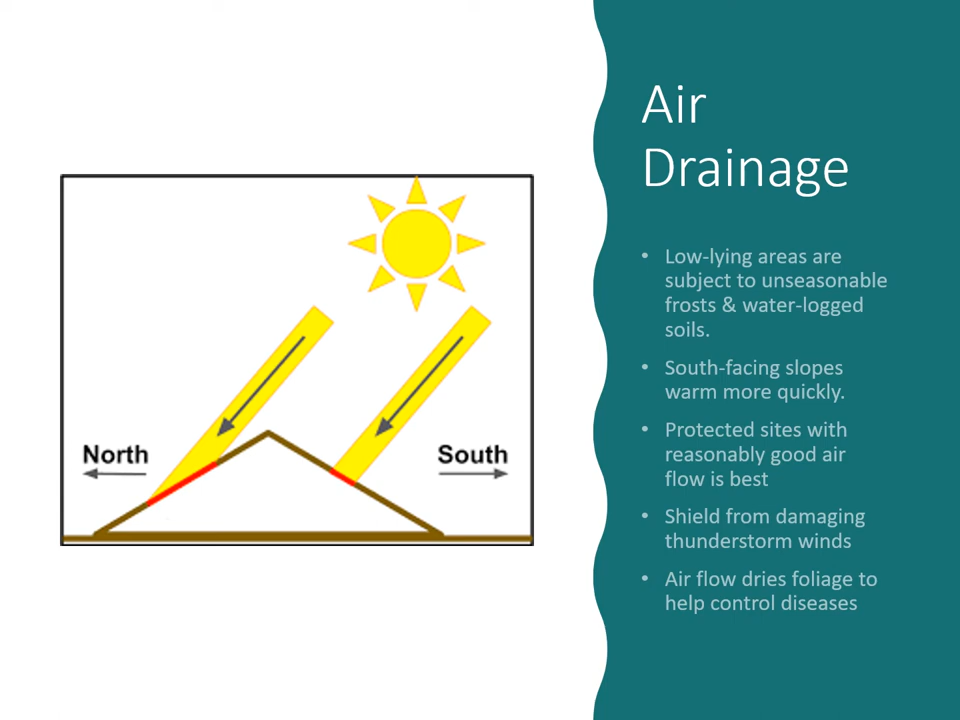 Air
Drainage
North
South
• Low-lying areas are
subject to unseasonable
frosts & water-logged
soils.
• South-facing slopes
warm more quickly.
• Protected sites with
reasonably good air
flow is best
• Shield from damaging
thunderstorm winds
• Air flow dries foliage to
help control diseases